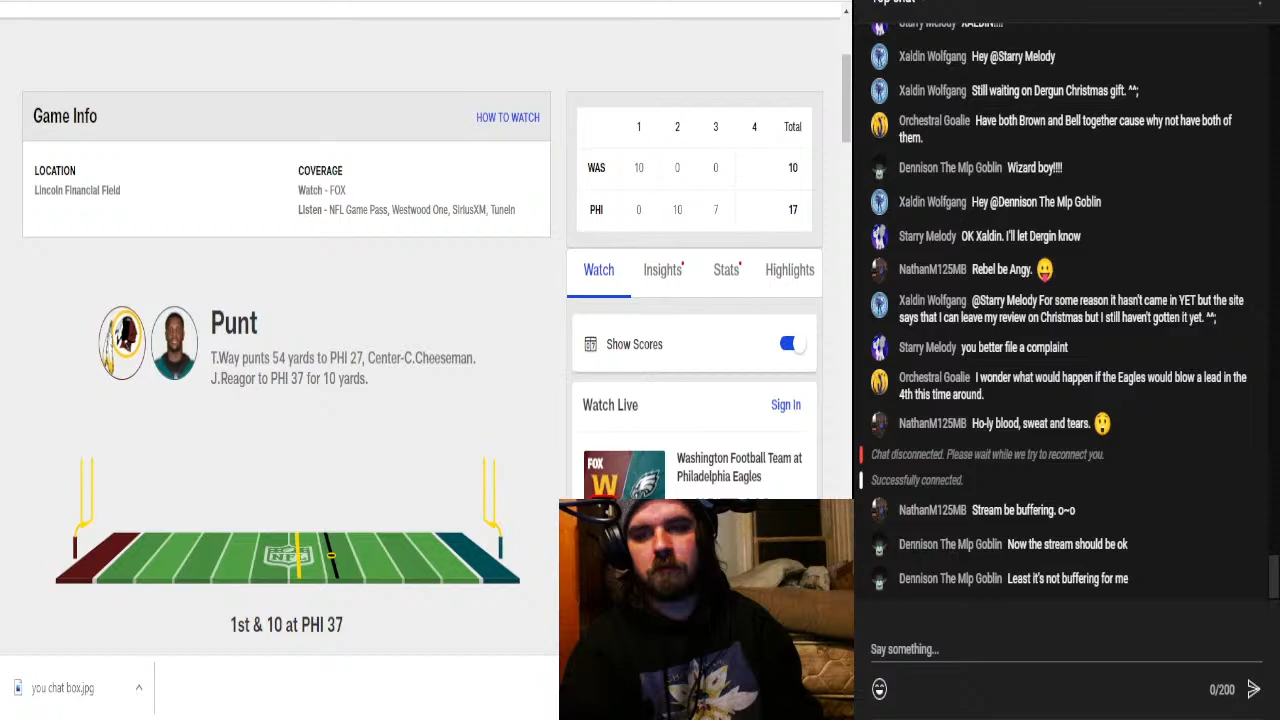 Game Info
HOW TO WATCH
LOCATION
Lincoln Financial Field
COVERAGE
Watch - FOX
Listen - NFL Game Pass, Westwood One, SiriusXM, TuneIn
1 2 3 4 Total
WAS 10 0 0 10
PHI 0 10 7 17
Watch Insights Stats Highlights
Show Scores
Watch Live Sign In
FOX
W
Washington Football Team at
Philadelphia Eagles
Punt
T.Way punts 54 yards to PHI 27, Center-C.Cheeseman.
J.Reagor to PHI 37 for 10 yards.
NFL
1st & 10 at PHI 37
you chat box.jpg
Xaldin Wolfgang Hey @Starry Melody
Xaldin Wolfgang Still waiting on Dergun Christmas gift. ^^;
Orchestral Goalie Have both Brown and Bell together cause why not have both of
them.
Dennison The Mlp Goblin Wizard boy!!!!
Xaldin Wolfgang Hey @Dennison The Mlp Goblin
Starry Melody OK Xaldin. I'll let Dergin know
NathanM125MB Rebel be Angy. 😛
Xaldin Wolfgang @Starry Melody For some reason it hasn't came in YET but the site
says that I can leave my review on Christmas but I still haven't gotten it yet. ^^;
Starry Melody you better file a complaint
Orchestral Goalie I wonder what would happen if the Eagles would blow a lead in the
4th this time around.
NathanM125MB Ho-ly blood, sweat and tears. 😲
Chat disconnected. Please wait while we try to reconnect you.
Successfully connected.
NathanM125MB Stream be buffering. o~o
Dennison The Mlp Goblin Now the stream should be ok
Dennison The Mlp Goblin Least it's not buffering for me
Say something...
0/200